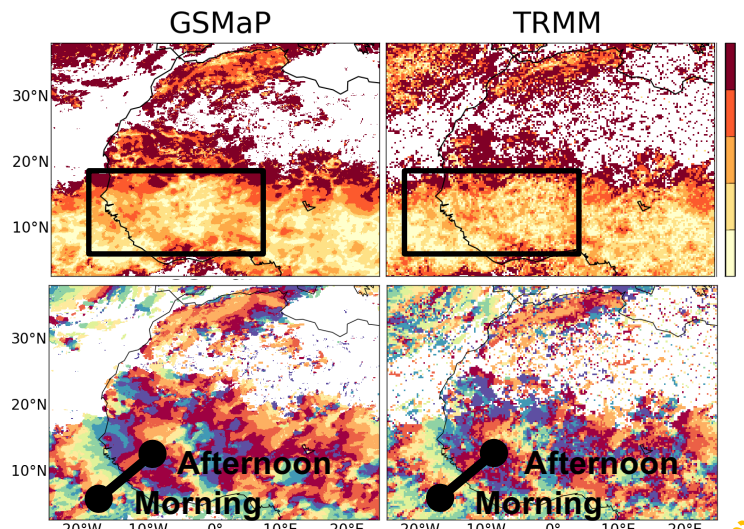 GSMaP TRMM
30°N
20°N
10°N
30°N
20°N
10°N
Afternoon Afternoon
Morning Morning
20°W 10°W 0° 10°E 20°E 20°W 10°W 0° 10°E 20°E